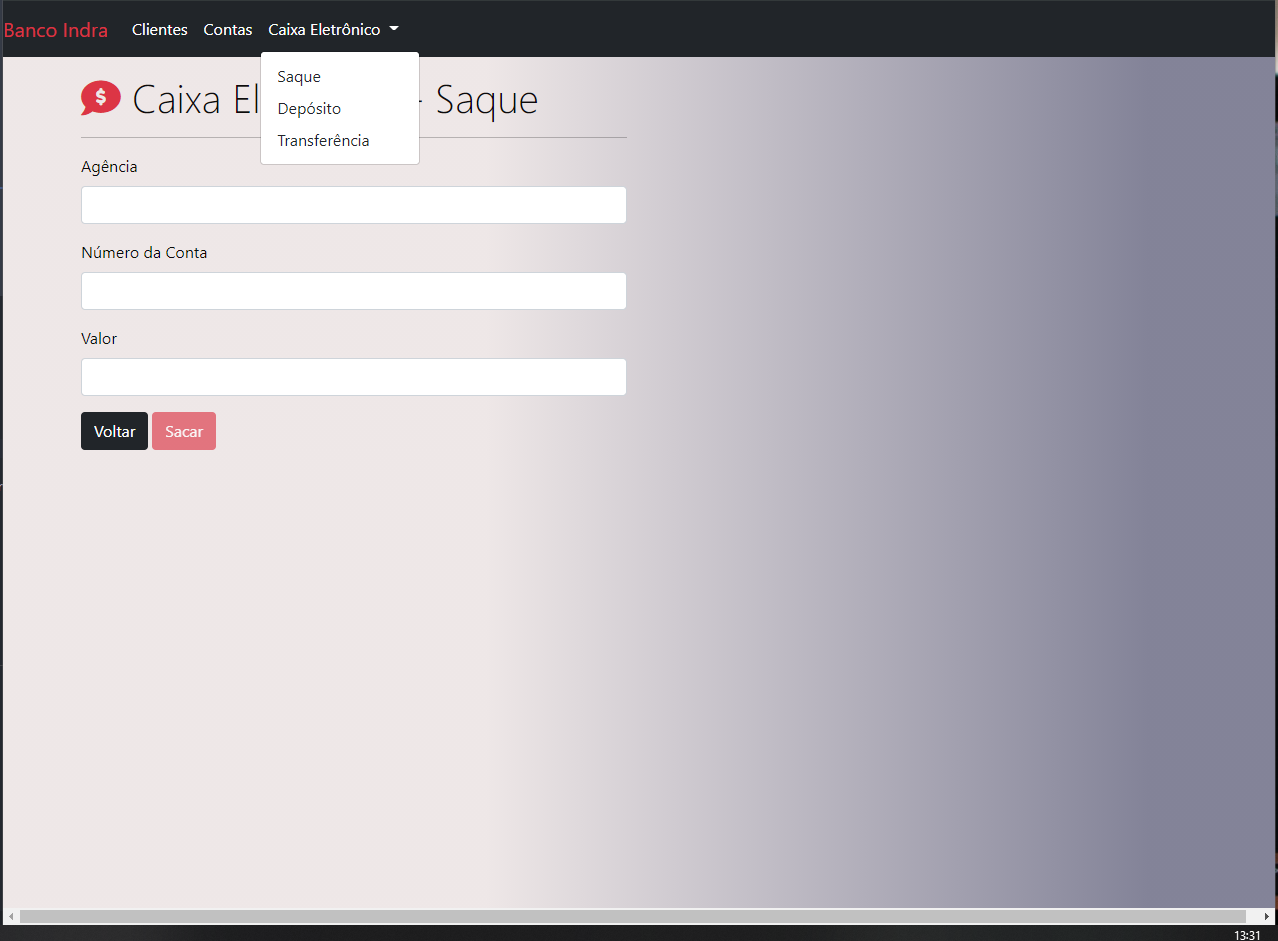 Banco Indra Clientes Contas Caixa Eletrônico
Saque
Depósito
Transferência
$ Caixa El - Saque
Agência
Número da Conta
Valor
Voltar Sacar
13:31